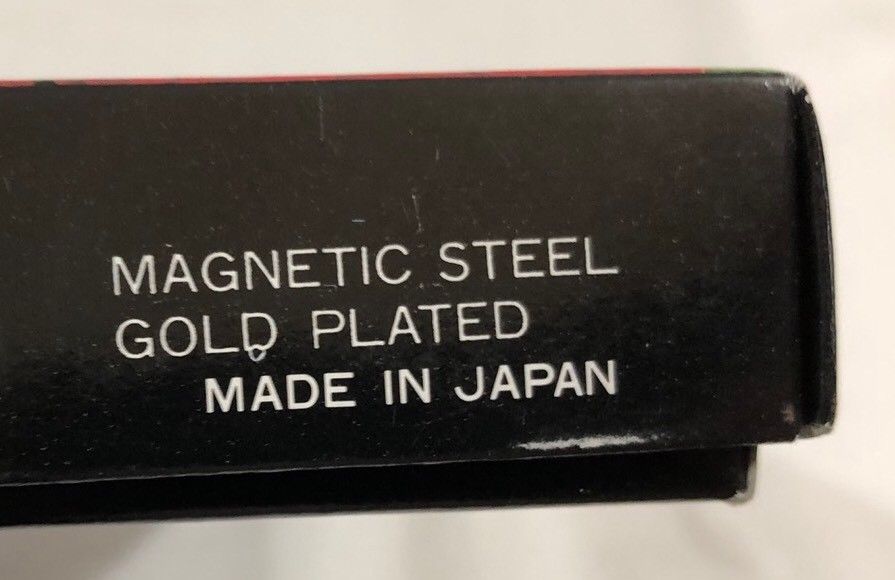 MAGNETIC STEEL
GOLD PLATED
MADE IN JAPAN